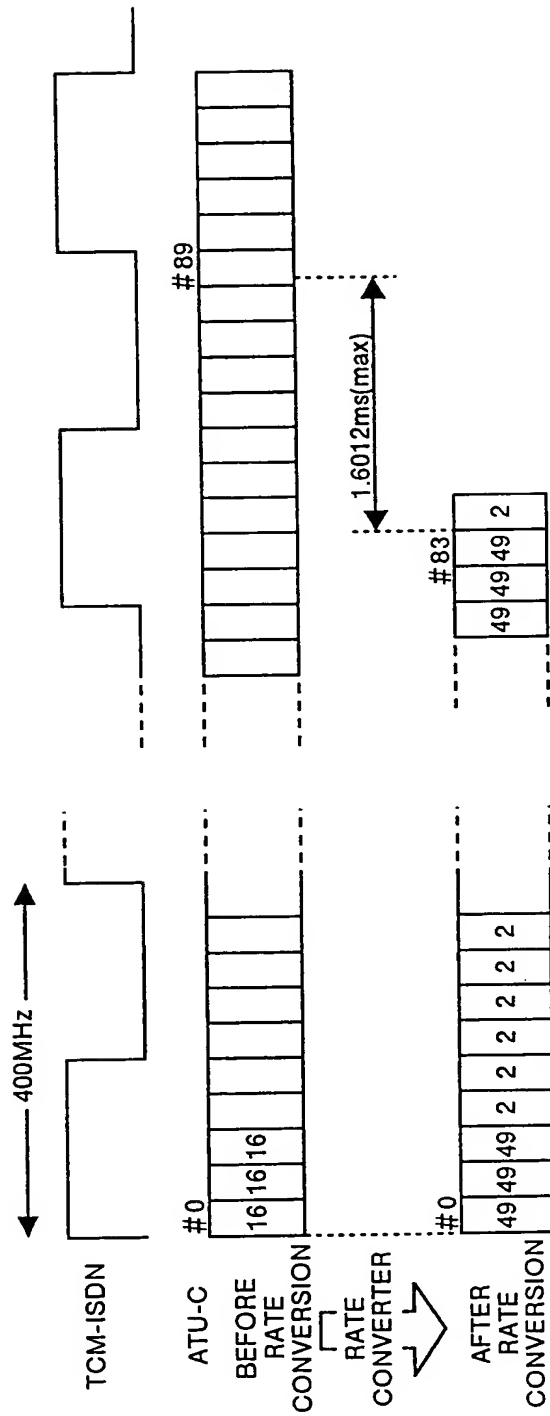 400MHz
TCM-ISDN
ATU-C
#0
#89
BEFORE
RATE
CONVERSION
16 16 16
RATE
CONVERTER
1.6012ms(max)
#0
#83
AFTER
RATE
CONVERSION
49 49 49 2 2 2 2 2 2
49 49 49 2